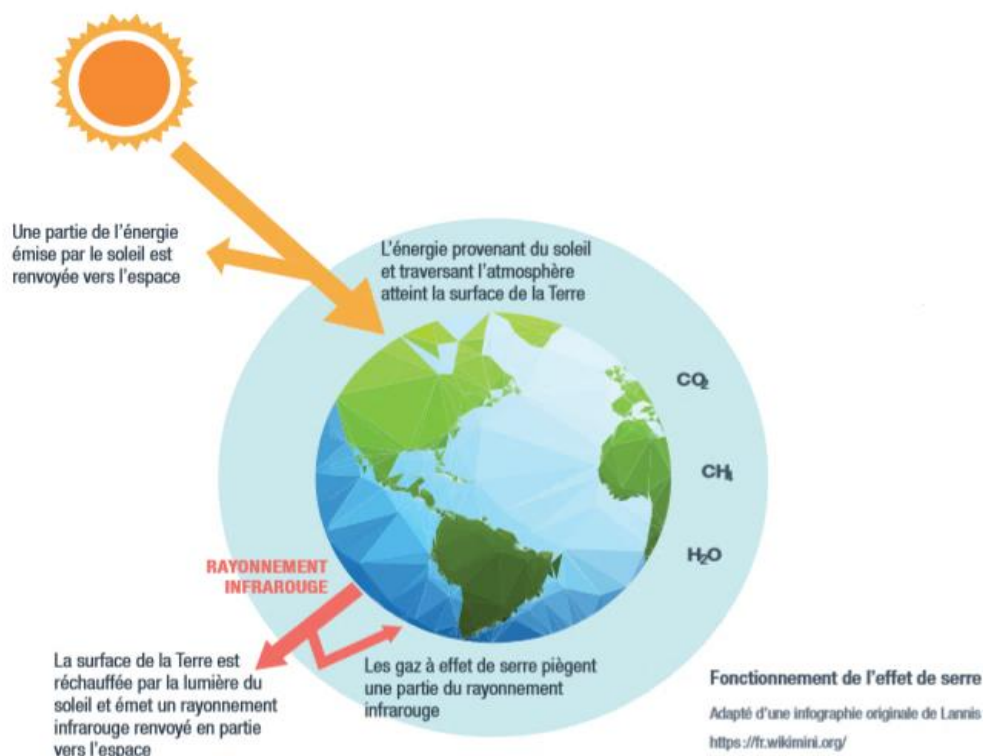 Une partie de l'énergie
émise par le soleil est
renvoyée vers l'espace
L'énergie provenant du soleil
et traversant l'atmosphère
atteint la surface de la Terre
CO₂
CH₄
H₂O
RAYONNEMENT
INFRAROUGE
La surface de la Terre est
réchauffée par la lumière du
soleil et émet un rayonnement
infrarouge renvoyé en partie
vers l'espace
Les gaz à effet de serre piègent
une partie du rayonnement
infrarouge
Fonctionnement de l'effet de serre
Adapté d'une infographie originale de Lannis
https://fr.wikimini.org/